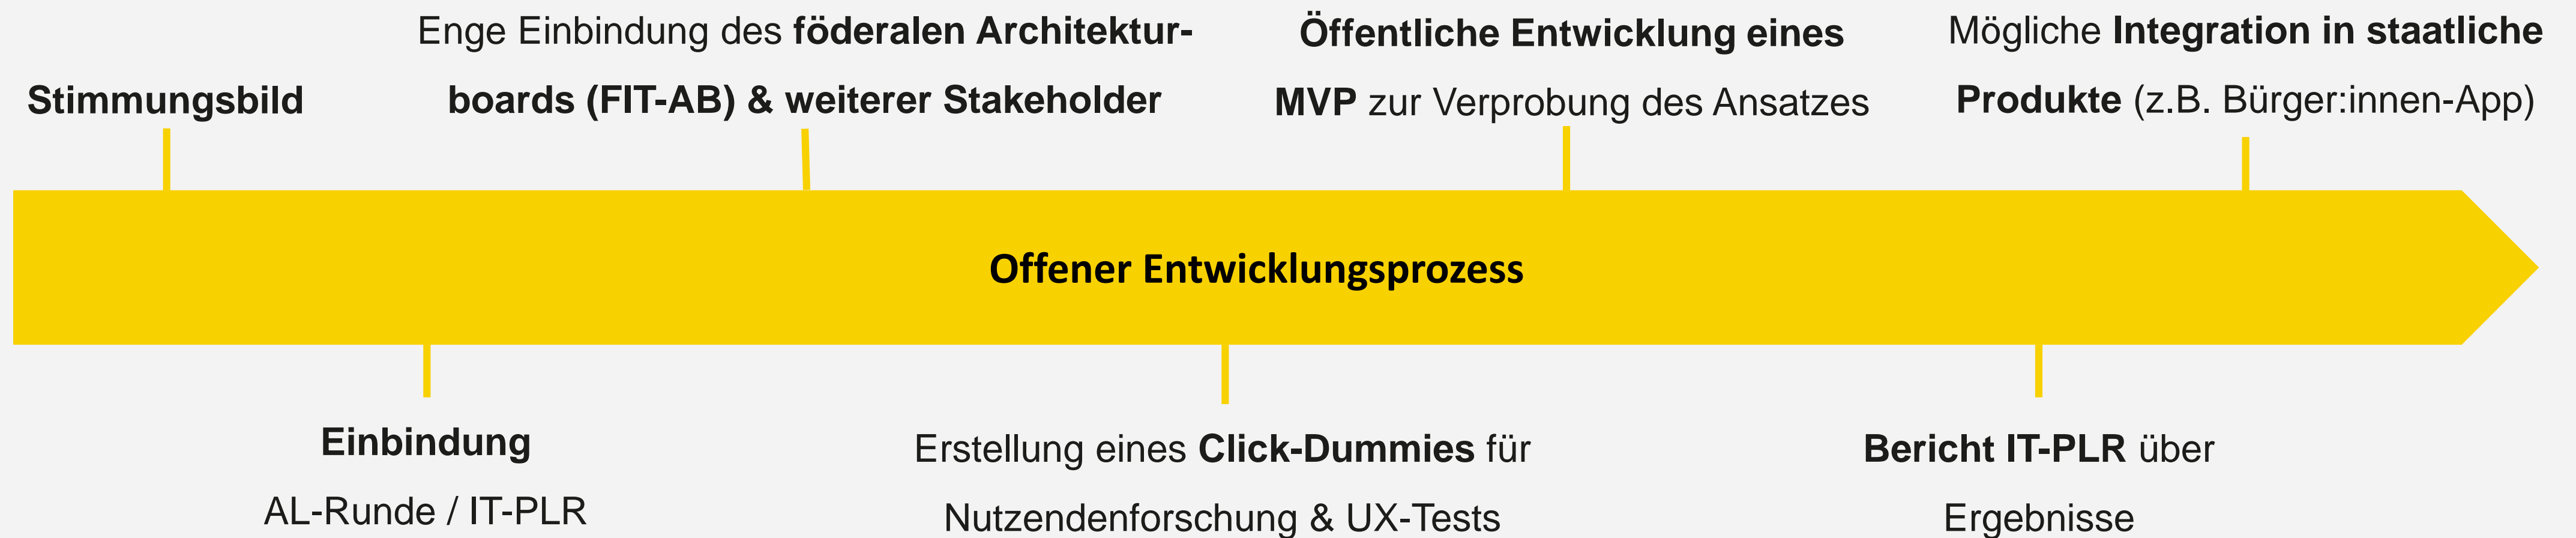 Stimmungsbild
Enge Einbindung des föderalen Architektur-
boards (FIT-AB) & weiterer Stakeholder
Öffentliche Entwicklung eines
MVP zur Verprobung des Ansatzes
Mögliche Integration in staatliche
Produkte (z.B. Bürger:innen-App)
Offener Entwicklungsprozess
Einbindung
AL-Runde / IT-PLR
Erstellung eines Click-Dummies für
Nutzendenforschung & UX-Tests
Bericht IT-PLR über
Ergebnisse